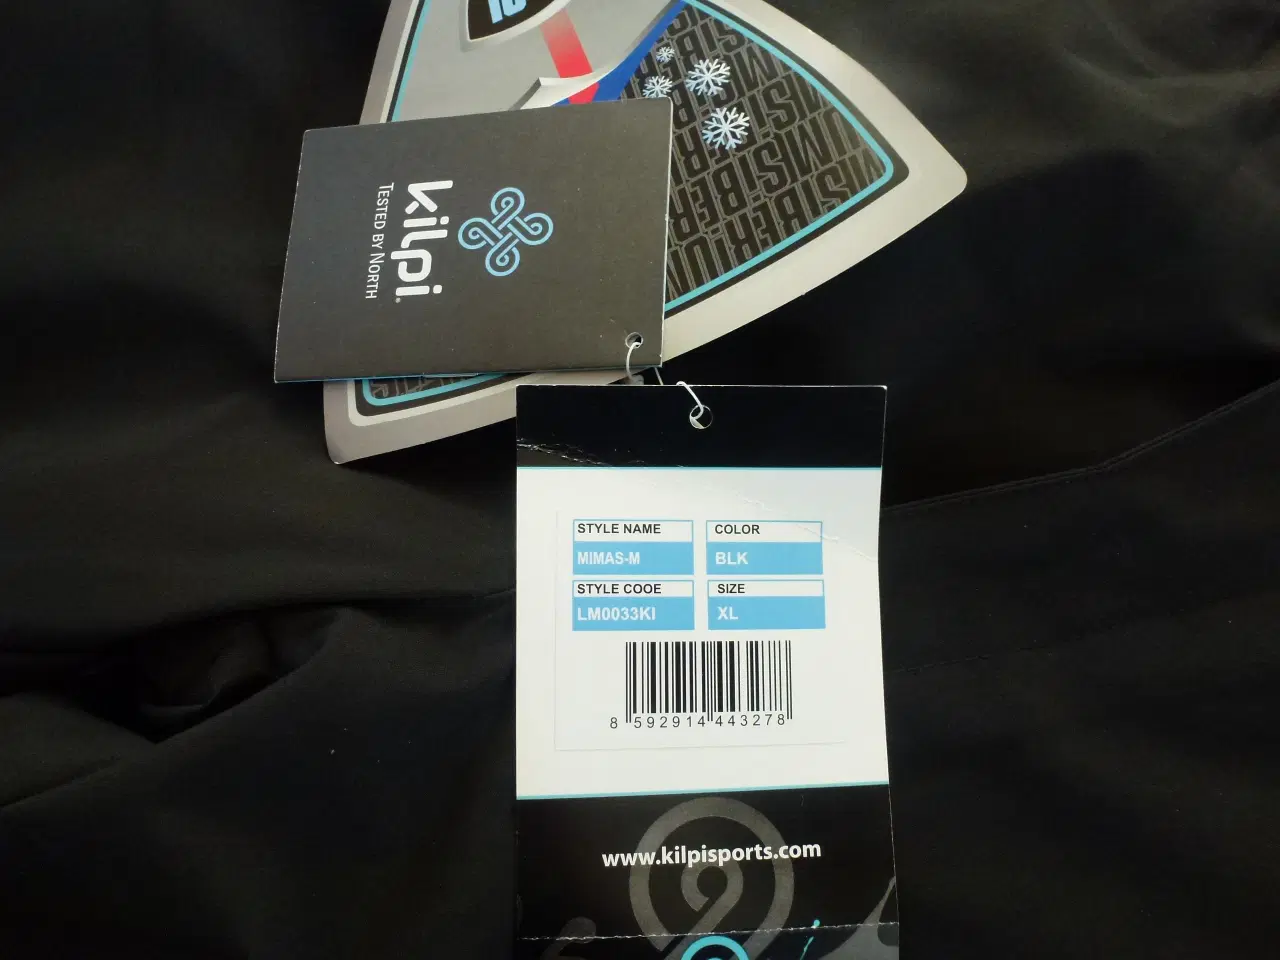 kilpi
TESTED BY NORTH
STYLE NAME
MIMAS-M
COLOR
BLK
STYLE COOE
LM0033KI
SIZE
XL
8 592914 443278
www.kilpisports.com